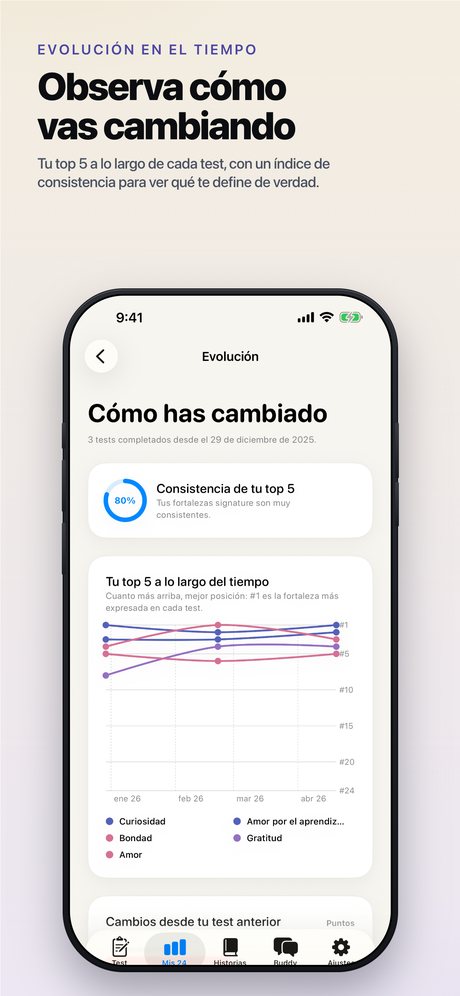 EVOLUCIÓN EN EL TIEMPO
Observa cómo
vas cambiando
Tu top 5 a lo largo de cada test, con un índice de
consistencia para ver qué te define de verdad.
9:41
Evolución
Cómo has cambiado
3 tests completados desde el 29 de diciembre de 2025.
80%
Consistencia de tu top 5
Tus fortalezas signature son muy
consistentes.
Tu top 5 a lo largo del tiempo
Cuanto más arriba, mejor posición: #1 es la fortaleza más
expresada en cada test.
#1
#5
#10
#15
#20
#24
ene 26 feb 26 mar 26 abr 26
Curiosidad Amor por el aprendiz...
Bondad Gratitud
Amor
Cambios desde tu test anterior Puntos
Test Mis 24 Historias Buddy Ajustes